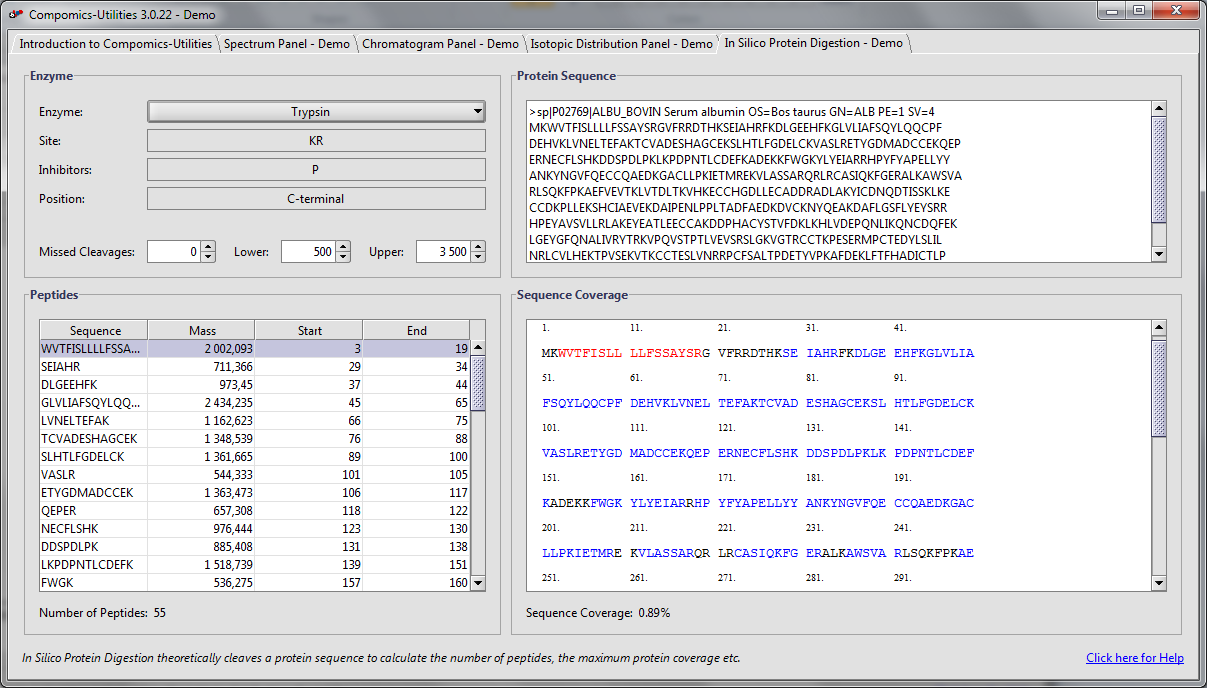 Compomics-Utilities 3.0.22 - Demo
Introduction to Compomics-Utilities Spectrum Panel - Demo Chromatogram Panel - Demo Isotopic Distribution Panel - Demo In Silico Protein Digestion - Demo
Enzyme
Enzyme: Trypsin
Site: KR
Inhibitors: P
Position: C-terminal
Missed Cleavages: 0 Lower: 500 Upper: 3 500
Protein Sequence
>sp|P02769|ALBU_BOVIN Serum albumin OS=Bos taurus GN=ALB PE=1 SV=4
MKWVTFISLLLLFSSAYSRGVFRRDTHKSEIAHRFKDLGEEHFKGLVLIAFSQYLQQCPF
DEHVKLVNELTEFAKTCVADESHAGCEKSLHTLFGDELCKVASLRETYGDMADCCEKQEP
ERNECFLSHKDDSPDLPKLKPDPNTLCDEFKADEKKFWGKYLYEIARRHPYFYAPELLYY
ANKYNGVFQECCQAEDKGACLLPKIETMREKVLASSARQRLRCASIQKFGERALKAWSVA
RLSQKFPKAEFVEVTKLVTDLTKVHKECCHGDLLECADDRADLAKYICDNQDTISSKLKE
CCDKPLLEKSHCIAEVEKDAIPENLPPLTADFAEDKDVCKNYQEAKDAFLGSFLYEYSRR
HPEYAVSVLLRLAKEYEATLEECCAKDDPHACYSTVFDKLKHLVDEPQNLIKQNCDQFEK
LGEYGFQNALIVRYTRKVPQVSTPTLVEVSRSLGKVGTRCCTKPESERMPCTEDYLSLIL
NRLCVLHEKTPVSEKVTKCCTESLVNRRPCFSALTPDETYVPKAFDEKLFTFHADICTLP
Peptides
Sequence Mass Start End
WVTFISLLLLFSSA... 2 002,093 3 19
SEIAHR 711,366 29 34
DLGEEHFK 973,45 37 44
GLVLIAFSQYLQQ... 2 434,235 45 65
LVNELTEFAK 1 162,623 66 75
TCVADESHAGCEK 1 348,539 76 88
SLHTLFGDELCK 1 361,665 89 100
VASLR 544,333 101 105
ETYGDMADCCEK 1 363,473 106 117
QEPER 657,308 118 122
NECFLSHK 976,444 123 130
DDSPDLPK 885,408 131 138
LKPDPNTLCDEFK 1 518,739 139 151
FWGK 536,275 157 160
Number of Peptides: 55
Sequence Coverage
1. 11. 21. 31. 41.
MKWVTFISLL LLFSSAYSRG VFRRDTHKSE IAHRFKDLGE EHFKGLVLIA
51. 61. 71. 81. 91.
FSQYLQQCPF DEHVKLVNEL TEFAKTCVAD ESHAGCEKSL HTLFGDELCK
101. 111. 121. 131. 141.
VASLRETYGD MADCCEKQEP ERNECFLSHK DDSPDLPKLK PDPNTLCDEF
151. 161. 171. 181. 191.
KADEKKFWGK YLYEIARRHP YFYAPELLYY ANKYNGVFQE CCQAEDKGAC
201. 211. 221. 231. 241.
LLPKIETMRE KVLASSARQR LRCASIQKFG ERALKAWSVA RLSQKFPKAE
251. 261. 271. 281. 291.
Sequence Coverage: 0.89%
In Silico Protein Digestion theoretically cleaves a protein sequence to calculate the number of peptides, the maximum protein coverage etc.
Click here for Help